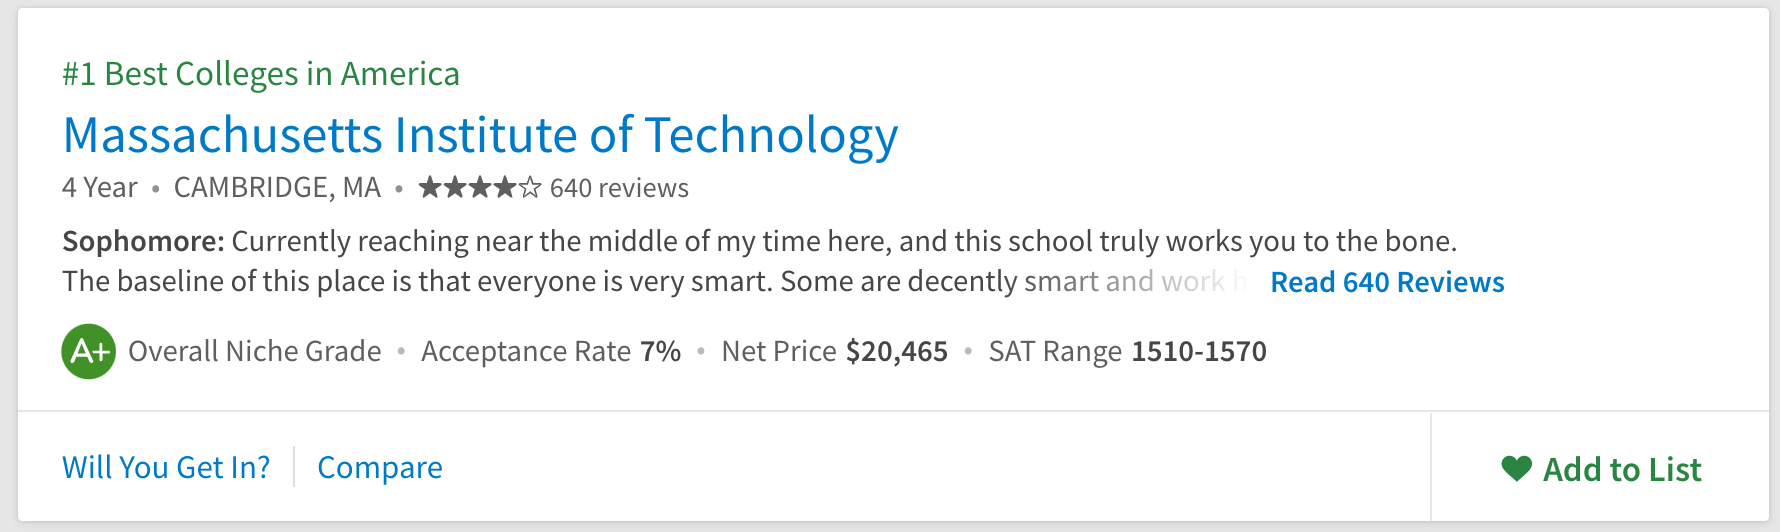 #1 Best Colleges in America
Massachusetts Institute of Technology
4 Year • CAMBRIDGE, MA • ★★★★☆ 640 reviews
Sophomore: Currently reaching near the middle of my time here, and this school truly works you to the bone.
The baseline of this place is that everyone is very smart. Some are decently smart and work h Read 640 Reviews
A+ Overall Niche Grade • Acceptance Rate 7% • Net Price $20,465 • SAT Range 1510-1570
Will You Get In? Compare Add to List